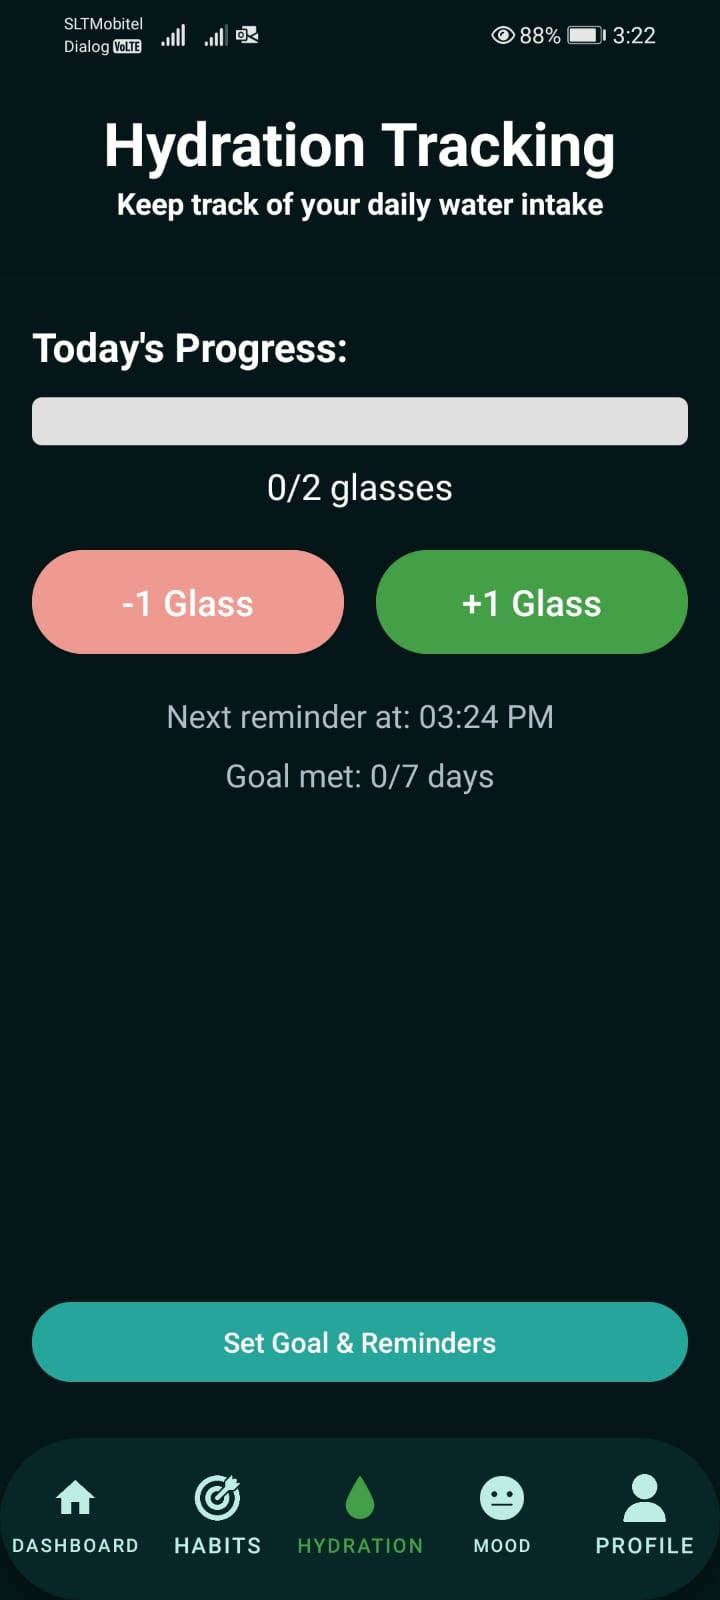 SLTMobitel
Dialog VoLTE
88% 3:22
Hydration Tracking
Keep track of your daily water intake
Today's Progress:
0/2 glasses
-1 Glass
+1 Glass
Next reminder at: 03:24 PM
Goal met: 0/7 days
Set Goal & Reminders
DASHBOARD
HABITS
HYDRATION
MOOD
PROFILE